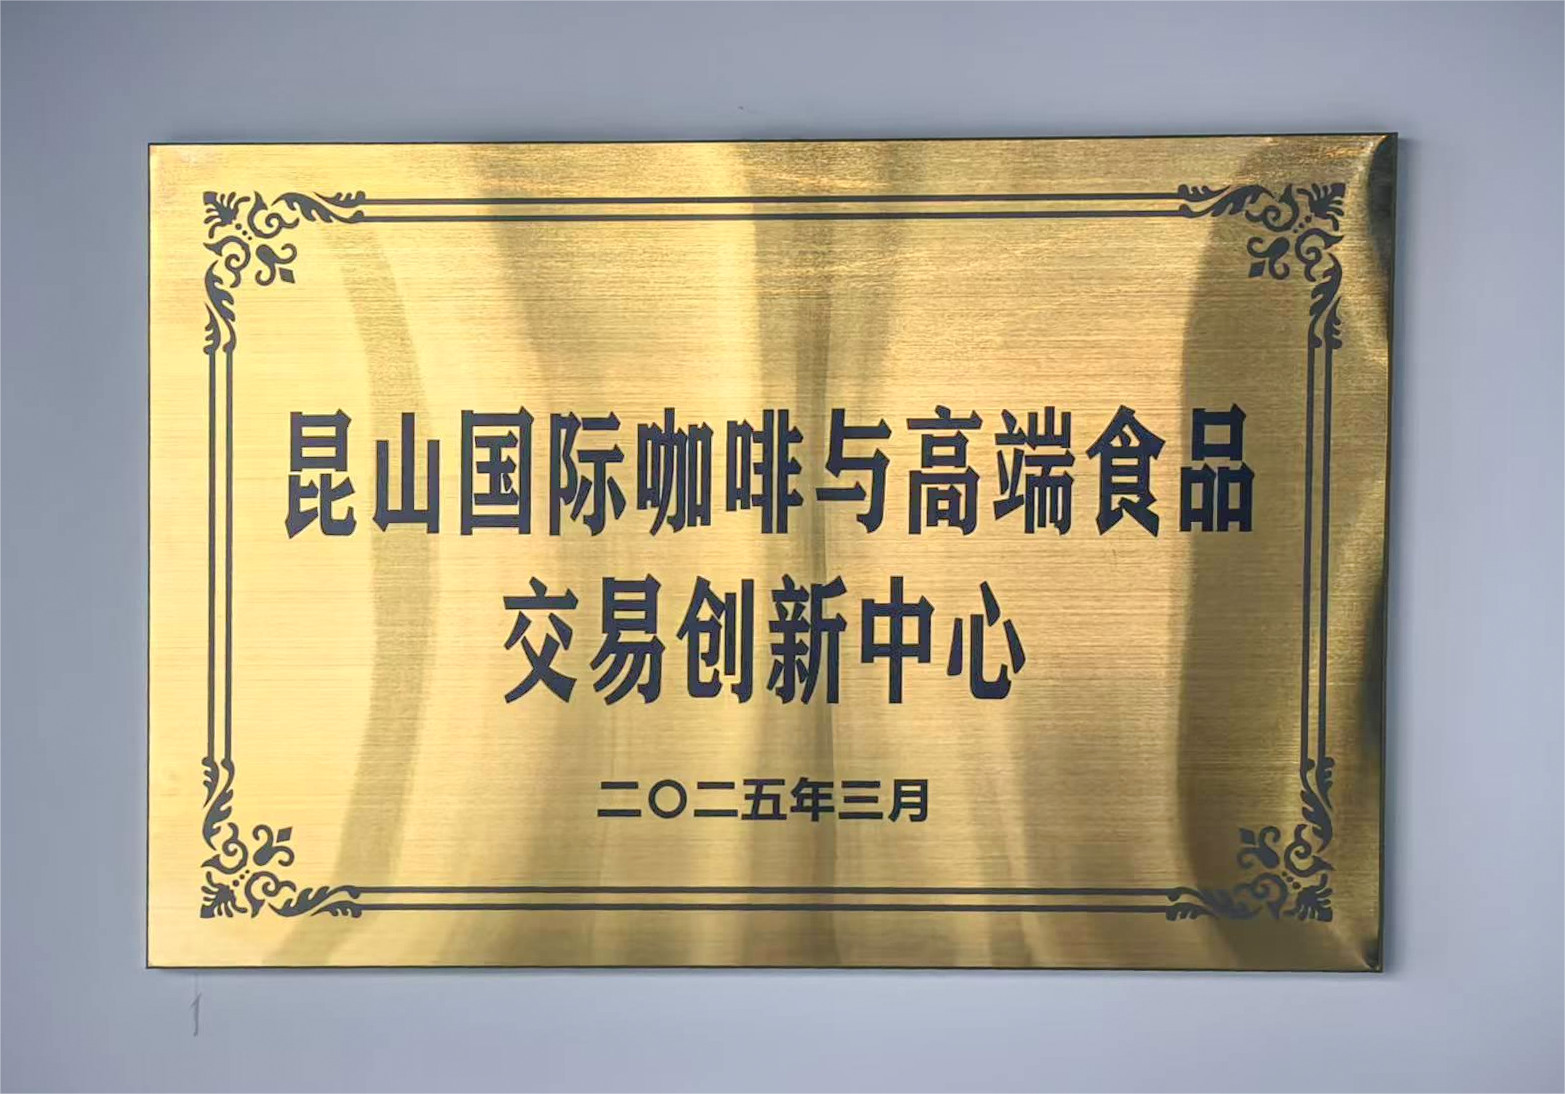 昆山国际咖啡与高端食品
交易创新中心
二〇二五年三月